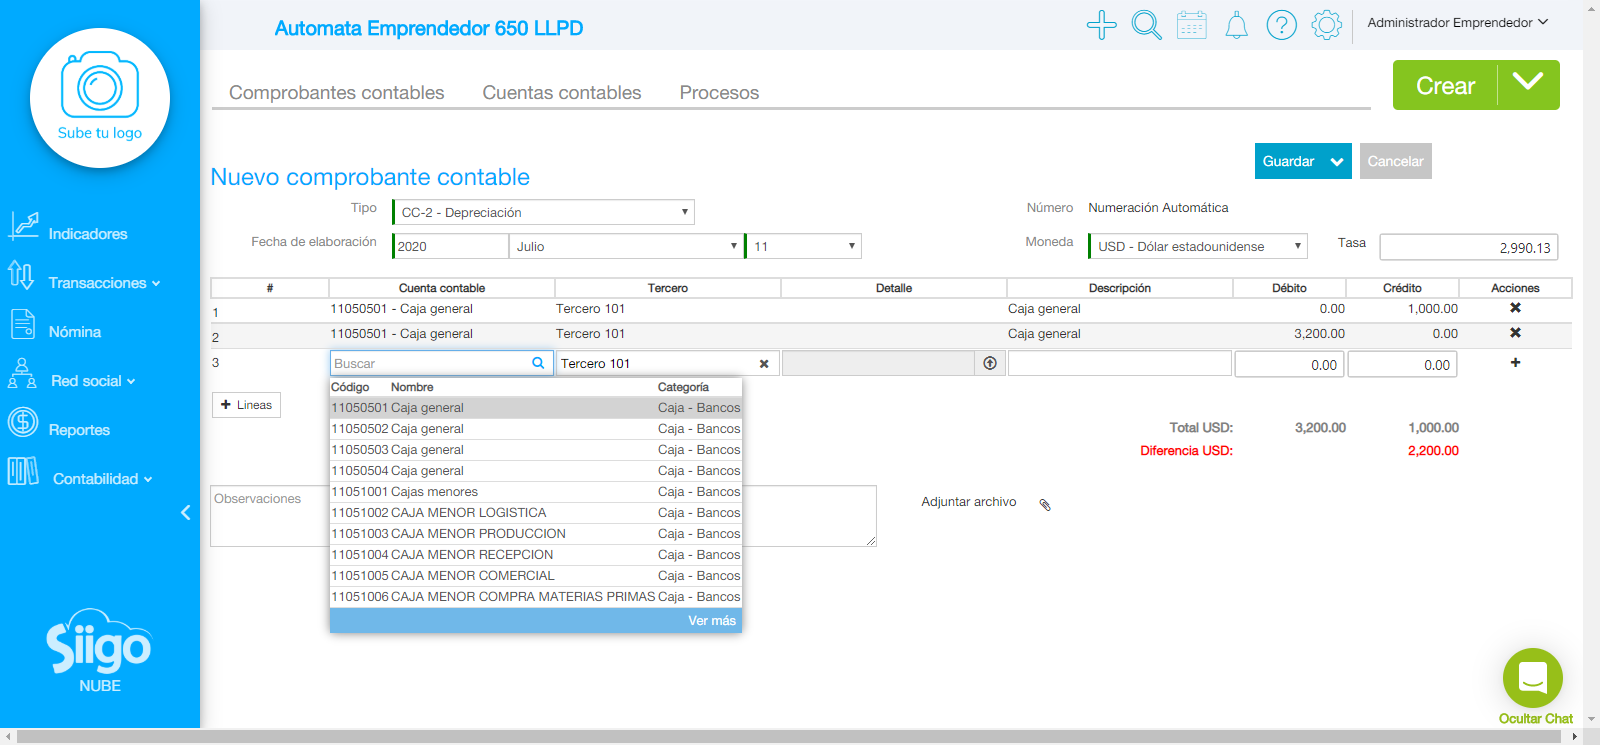 Automata Emprendedor 650 LLPD
Administrador Emprendedor
Sube tu logo
Comprobantes contables
Cuentas contables
Procesos
Crear
Indicadores
Transacciones
Nómina
Red social
Reportes
Contabilidad
Siigo
NUBE
Nuevo comprobante contable
Guardar
Cancelar
Tipo
CC-2 - Depreciación
Número
Numeración Automática
Fecha de elaboración
2020
Julio
11
Moneda
USD - Dólar estadounidense
Tasa
2,990.13
# Cuenta contable Tercero Detalle Descripción Débito Crédito Acciones
1 11050501 - Caja general Tercero 101 Caja general 0.00 1,000.00
2 11050501 - Caja general Tercero 101 Caja general 3,200.00 0.00
3 Buscar Tercero 101 0.00 0.00
Código Nombre Categoría
11050501 Caja general Caja - Bancos
11050502 Caja general Caja - Bancos
11050503 Caja general Caja - Bancos
11050504 Caja general Caja - Bancos
11051001 Cajas menores Caja - Bancos
11051002 CAJA MENOR LOGISTICA Caja - Bancos
11051003 CAJA MENOR PRODUCCION Caja - Bancos
11051004 CAJA MENOR RECEPCION Caja - Bancos
11051005 CAJA MENOR COMERCIAL Caja - Bancos
11051006 CAJA MENOR COMPRA MATERIAS PRIMAS Caja - Bancos
Ver más
Lineas
Total USD: 3,200.00 1,000.00
Diferencia USD: 2,200.00
Observaciones
Adjuntar archivo
Ocultar Chat